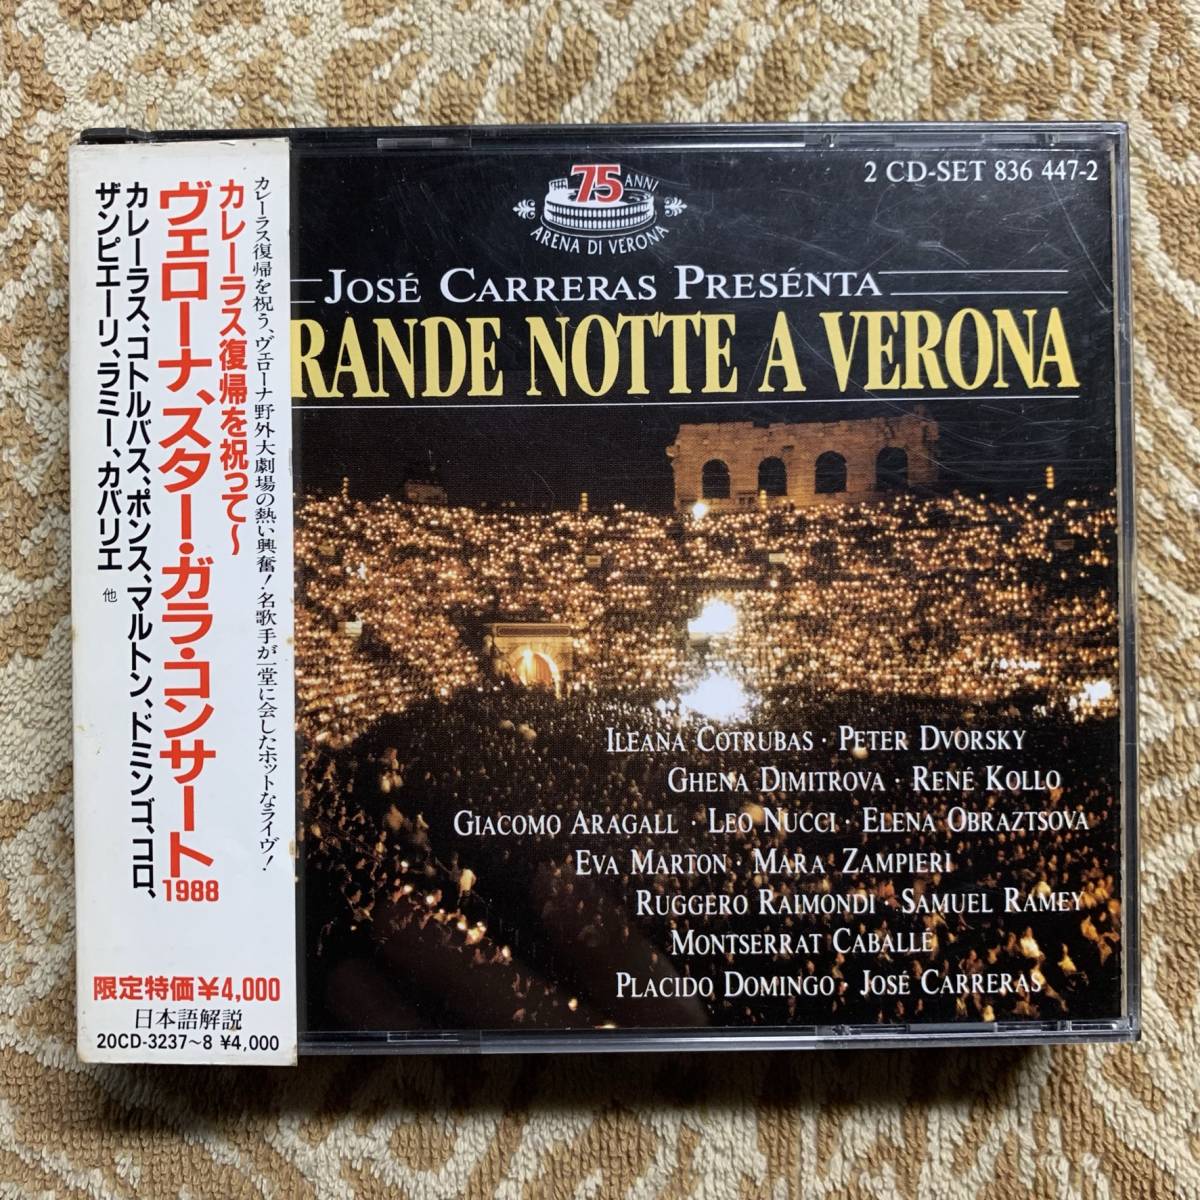 カレーラス復帰を祝う、ヴェローナ野外大劇場の熱い興奮!名歌手が一堂に会したホットなライヴ!
カレーラス復帰を祝って〜
ヴェローナ、スター・ガラ・コンサート1988
カレーラス、コトルバス、ポンス、マルトン、ドミンゴ、コロ、
ザンピエーリ、ラミー、カバリエ 他
限定特価¥4,000
日本語解説
20CD-3237~8 ¥4,000
75 ANNI
ARENA DI VERONA
2 CD-SET 836 447-2
JOSÉ CARRERAS PRESÉNTA
RANDE NOTTE A VERONA
ILEANA COTRUBAS · PETER DVORSKY
GHENA DIMITROVA · RENÉ KOLLO
GIACOMO ARAGALL · LEO NUCCI · ELENA OBRAZTSOVA
EVA MARTON · MARA ZAMPIERI
RUGGERO RAIMONDI · SAMUEL RAMEY
MONTSERRAT CABALLÉ
PLACIDO DOMINGO · JOSÉ CARRERAS